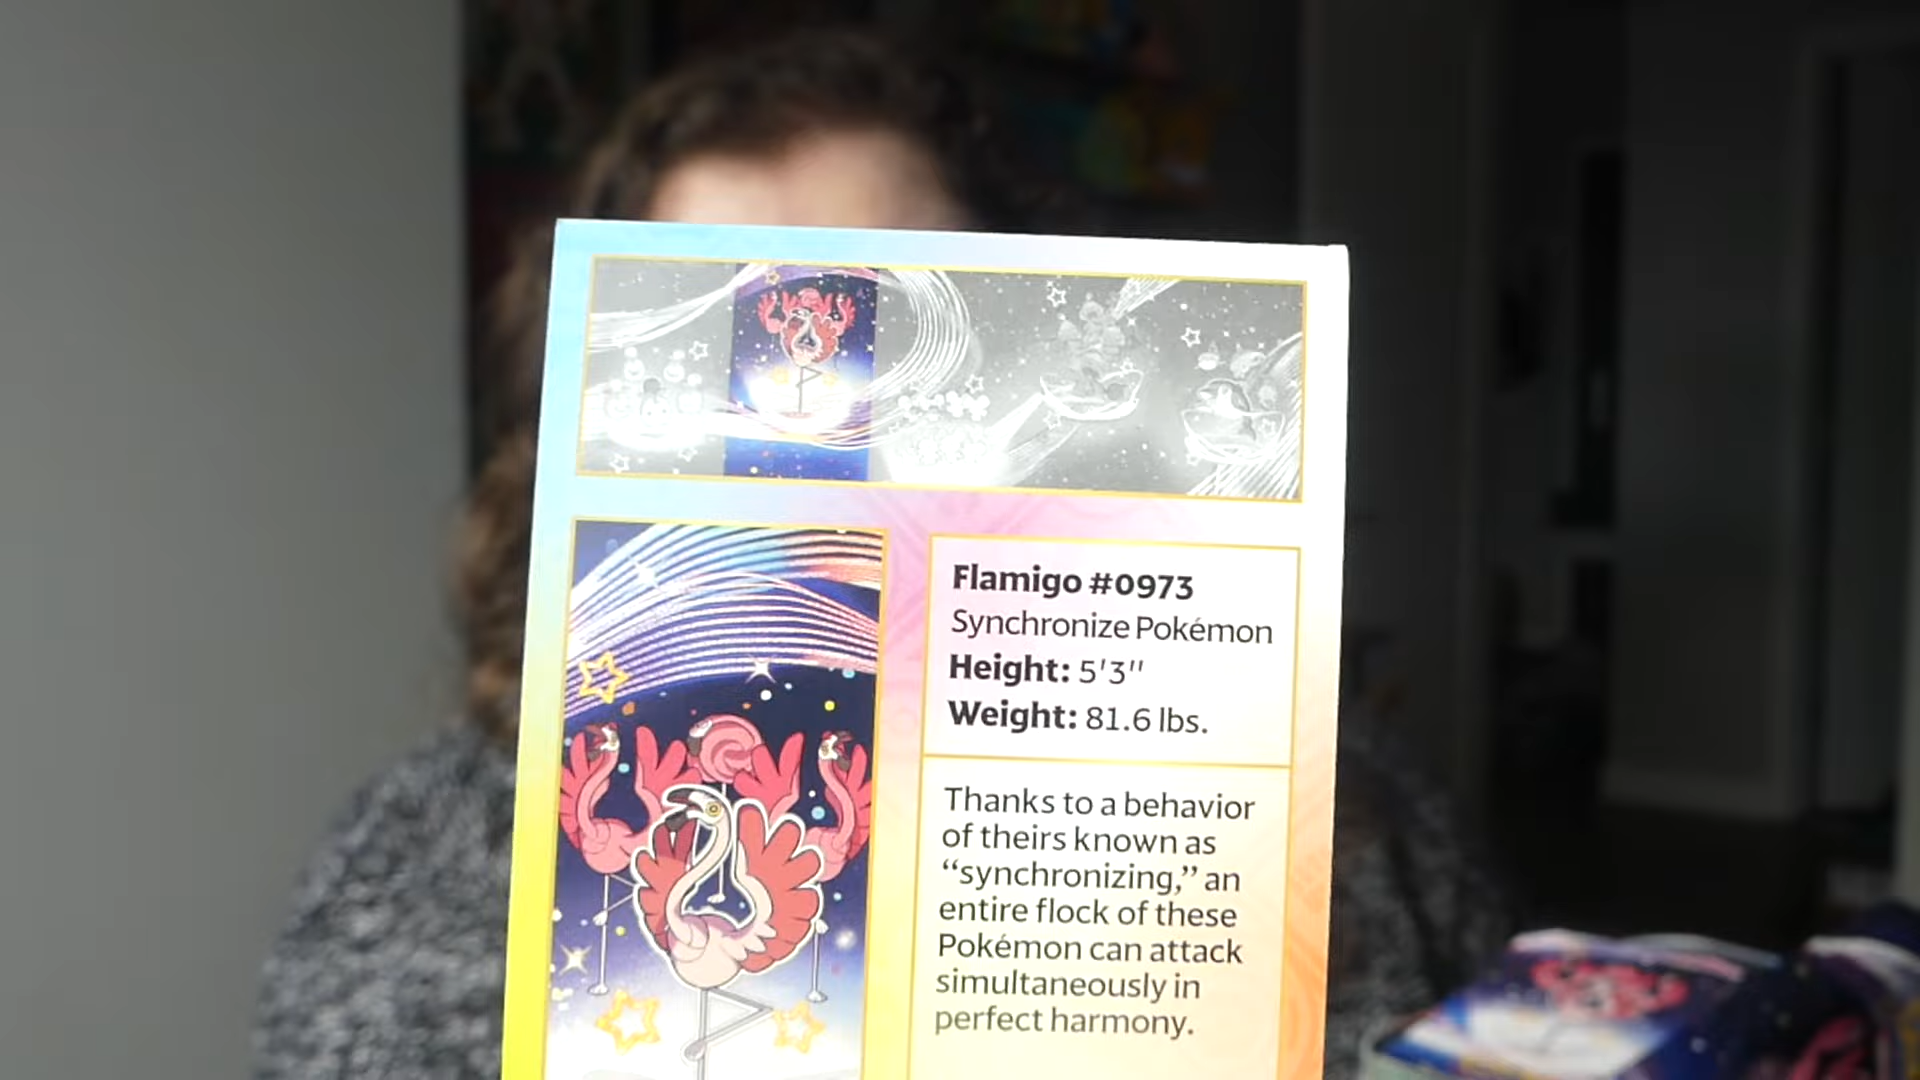 Flamigo #0973
Synchronize Pokémon
Height: 5'3"
Weight: 81.6 lbs.
Thanks to a behavior
of theirs known as
“synchronizing,” an
entire flock of these
Pokémon can attack
simultaneously in
perfect harmony.